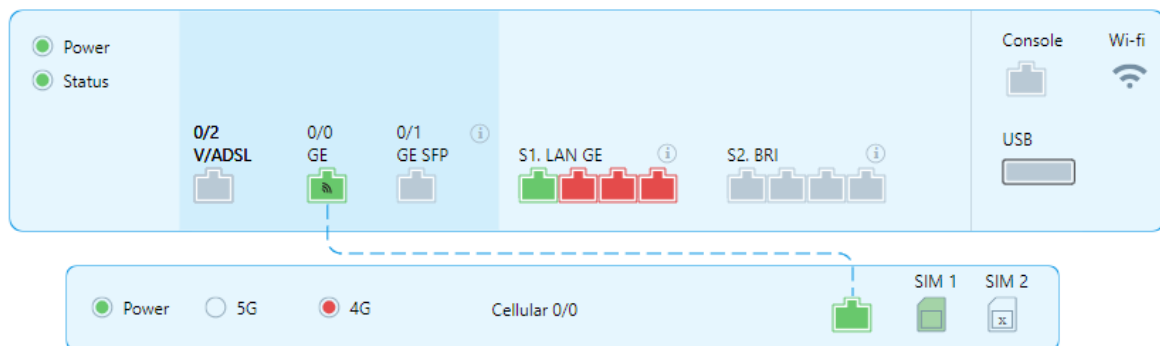 Power
Status
0/2
V/ADSL
0/0
GE
0/1
GE SFP
S1. LAN GE
S2. BRI
Console
Wi-fi
USB
Power
5G
4G
Cellular 0/0
SIM 1
SIM 2
x